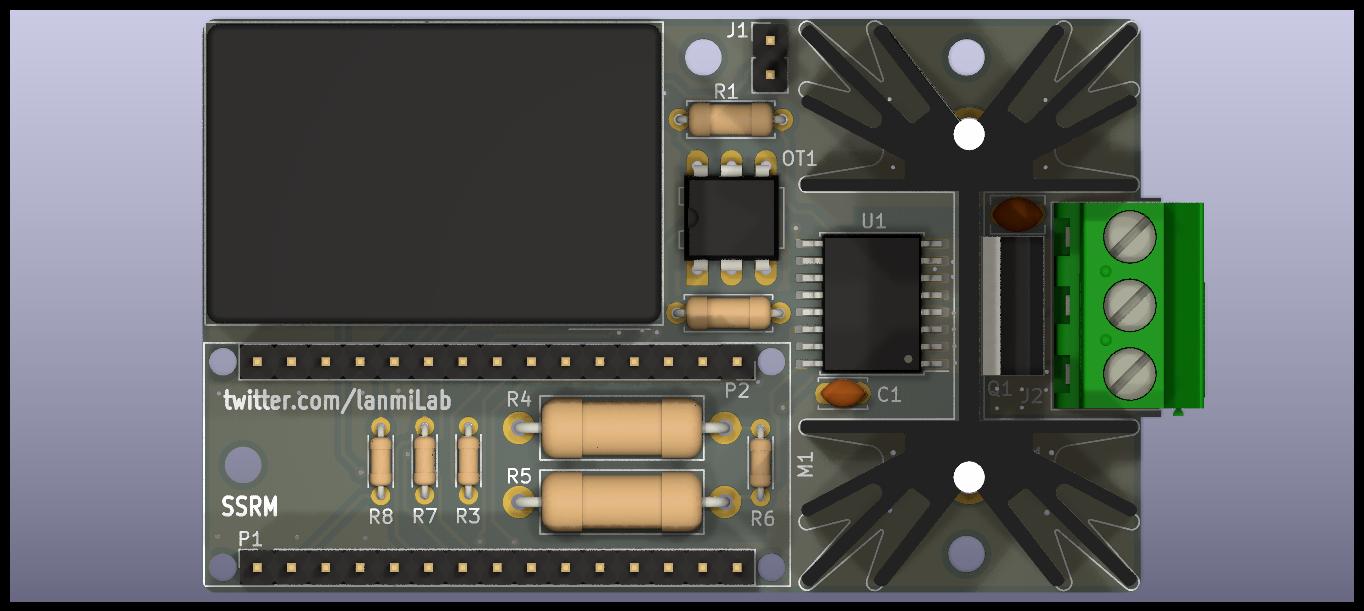 J1
R1
OT1
U1
P2
twitter.com/IanmiLab
R4
C1
Q1
J2
R5
M1
SSRM
R8
R7
R3
R6
P1